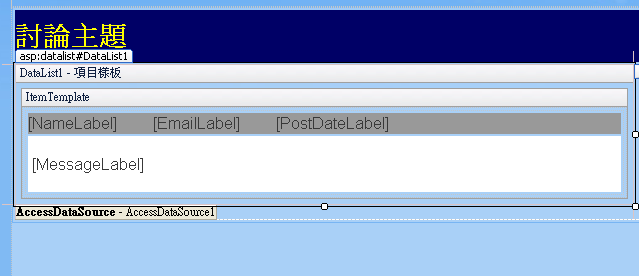 討論主題
asp:datalist#DataList1
DataList1 - 項目樣板
ItemTemplate
[NameLabel] [EmailLabel] [PostDateLabel]
[MessageLabel]
AccessDataSource - AccessDataSource1